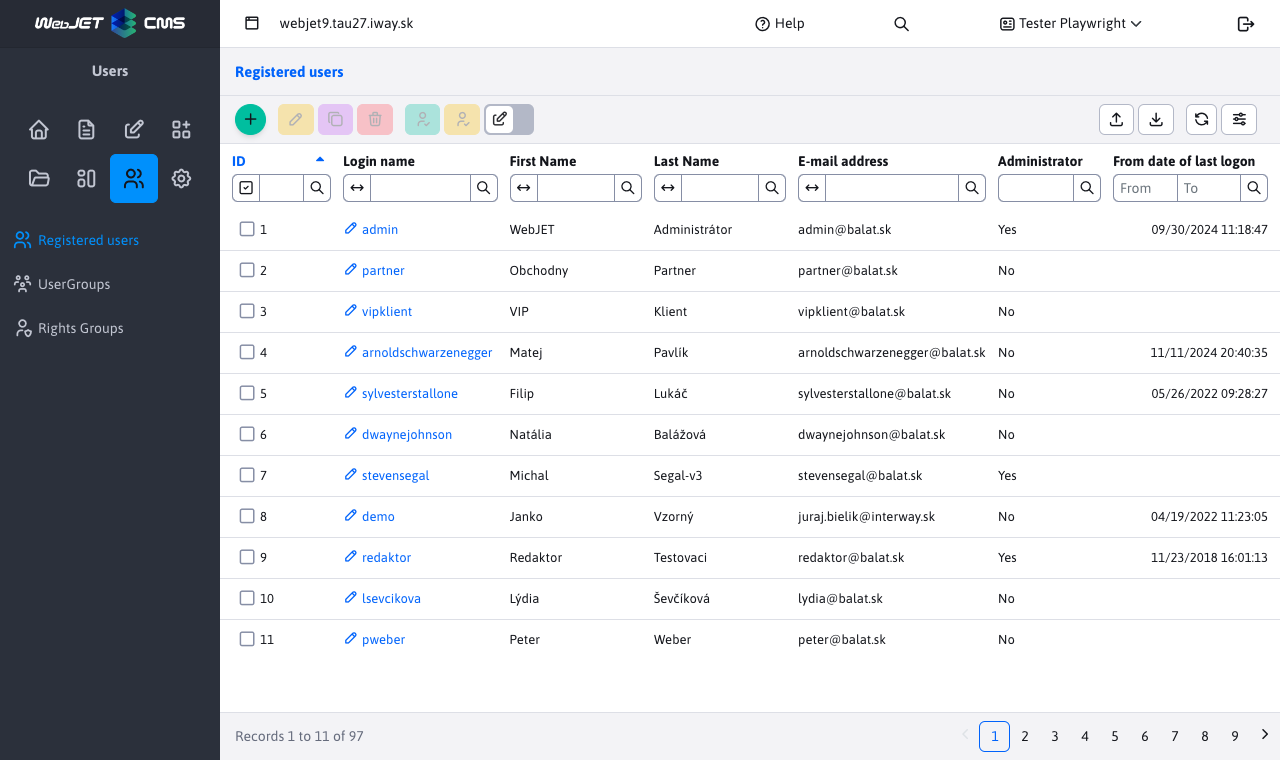 WebJET CMS
webjet9.tau27.iway.sk
Help
Tester Playwright
Users
Registered users
UserGroups
Rights Groups
Registered users
ID Login name First Name Last Name E-mail address Administrator From date of last logon
From To
1 admin WebJET Administrátor admin@balat.sk Yes 09/30/2024 11:18:47
2 partner Obchodny Partner partner@balat.sk No
3 vipklient VIP Klient vipklient@balat.sk No
4 arnoldschwarzenegger Matej Pavlík arnoldschwarzenegger@balat.sk No 11/11/2024 20:40:35
5 sylvesterstallone Filip Lukáč sylvesterstallone@balat.sk No 05/26/2022 09:28:27
6 dwaynejohnson Natália Balážová dwaynejohnson@balat.sk No
7 stevensegal Michal Segal-v3 stevensegal@balat.sk Yes
8 demo Janko Vzorný juraj.bielik@interway.sk No 04/19/2022 11:23:05
9 redaktor Redaktor Testovaci redaktor@balat.sk Yes 11/23/2018 16:01:13
10 lsevcikova Lýdia Ševčíková lydia@balat.sk No
11 pweber Peter Weber peter@balat.sk No
Records 1 to 11 of 97
1 2 3 4 5 6 7 8 9